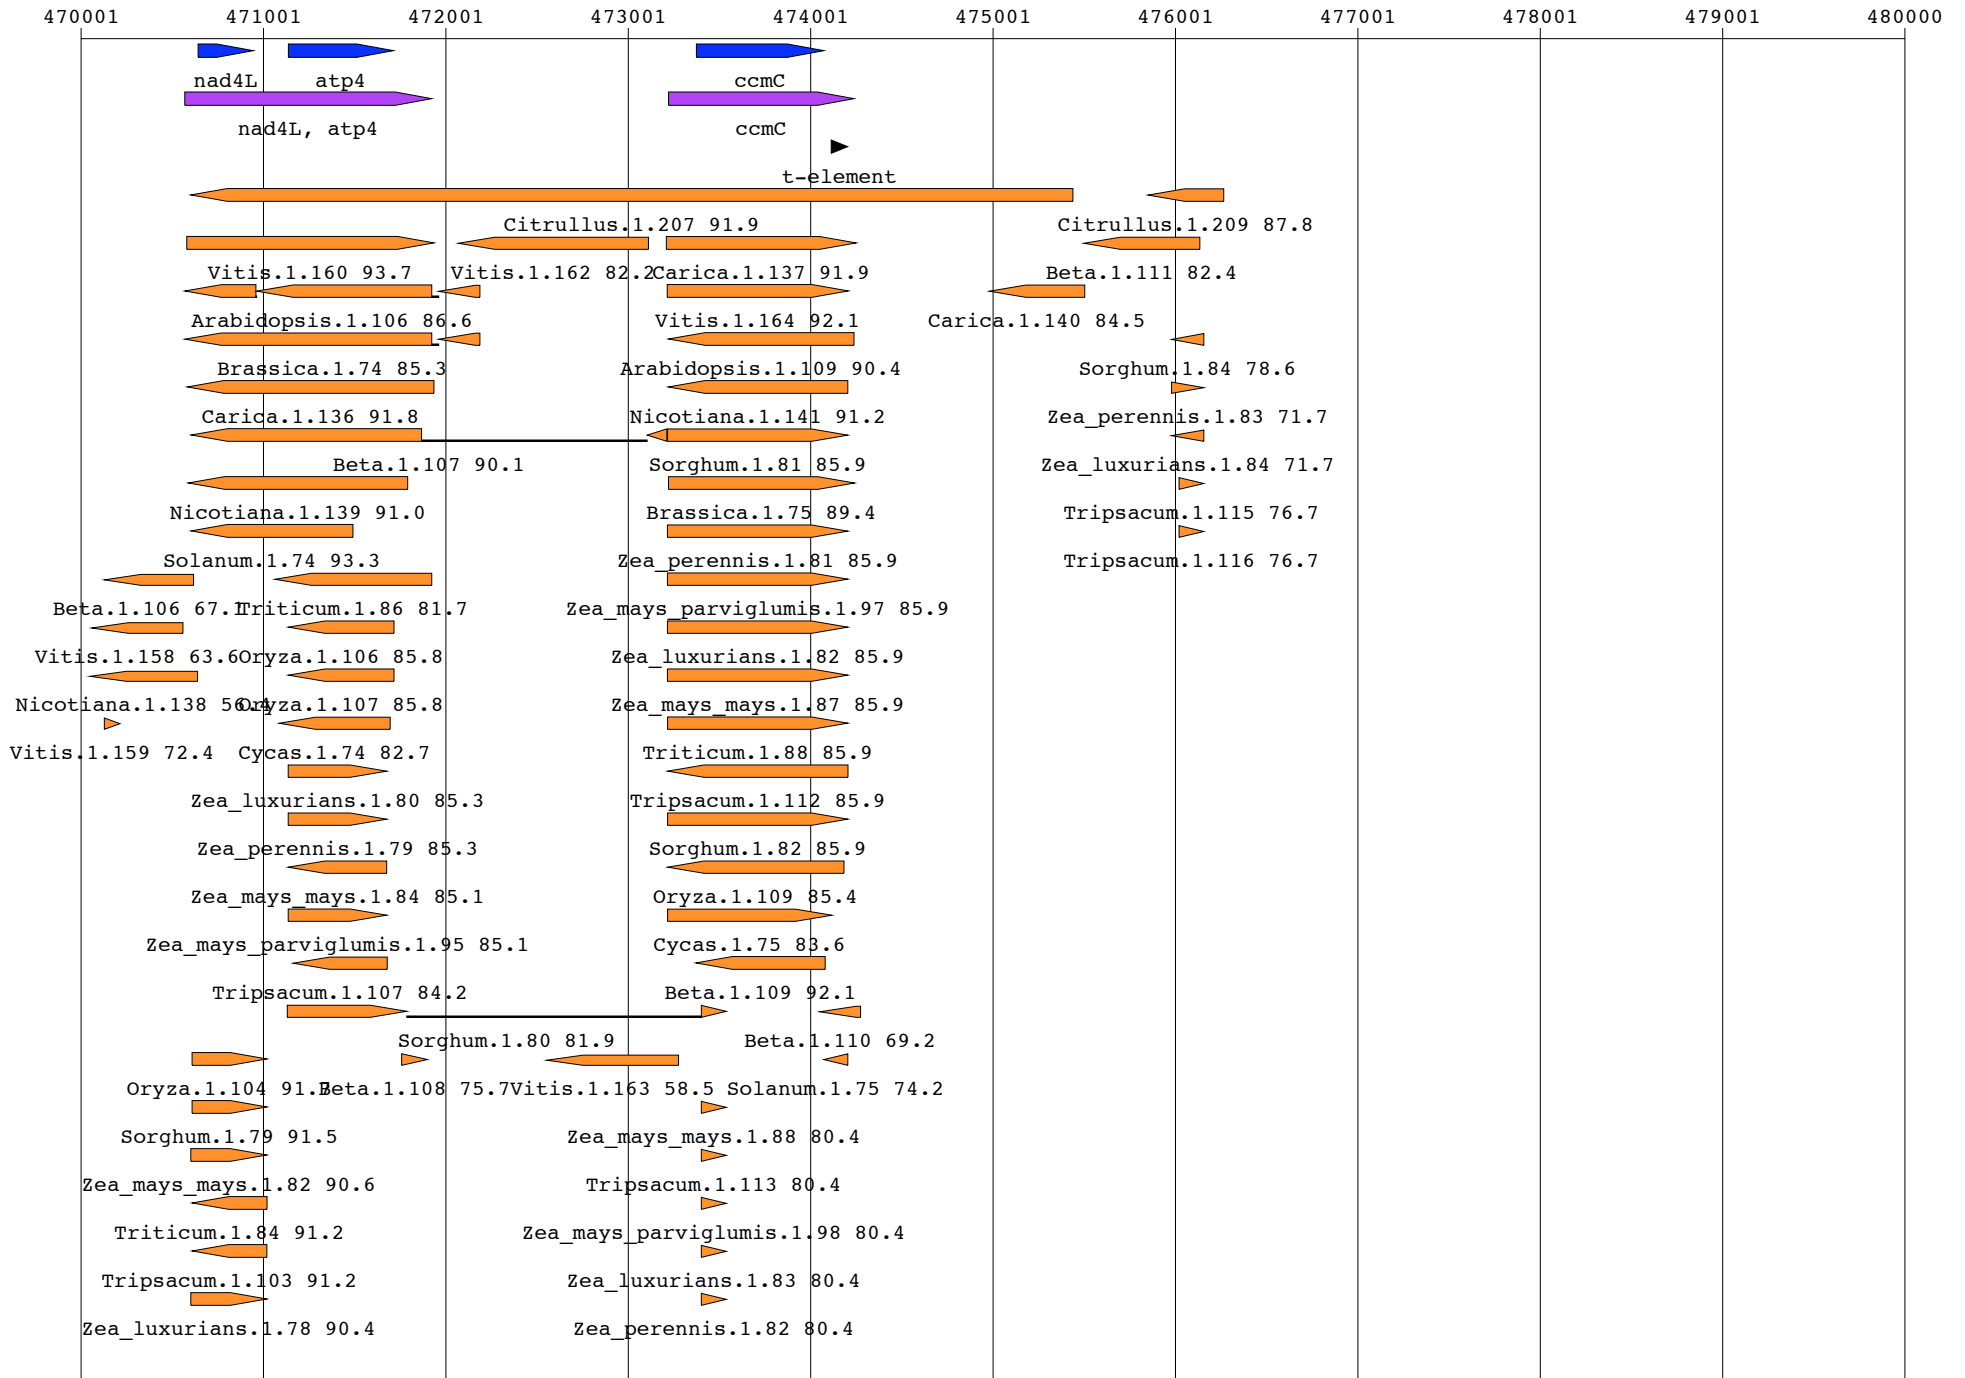 470001 471001 472001 473001 474001 475001 476001 477001 478001 479001 480000
nad4L atp4 ccmC
nad4L, atp4 ccmC
t-element
Citrullus.1.207 91.9 Citrullus.1.209 87.8
Vitis.1.160 93.7 Vitis.1.162 82.2 Carica.1.137 91.9 Beta.1.111 82.4
Arabidopsis.1.106 86.6 Vitis.1.164 92.1 Carica.1.140 84.5
Brassica.1.74 85.3 Arabidopsis.1.109 90.4 Sorghum.1.84 78.6
Carica.1.136 91.8 Nicotiana.1.141 91.2 Zea_perennis.1.83 71.7
Beta.1.107 90.1 Sorghum.1.81 85.9 Zea_luxurians.1.84 71.7
Nicotiana.1.139 91.0 Brassica.1.75 89.4 Tripsacum.1.115 76.7
Solanum.1.74 93.3 Zea_perennis.1.81 85.9 Tripsacum.1.116 76.7
Beta.1.106 67.1 Triticum.1.86 81.7 Zea_mays_parviglumis.1.97 85.9
Vitis.1.158 63.6 Oryza.1.106 85.8 Zea_luxurians.1.82 85.9
Nicotiana.1.138 Oryza.1.107 85.8 Zea_mays_mays.1.87 85.9
Vitis.1.159 72.4 Cycas.1.74 82.7 Triticum.1.88 85.9
Zea_luxurians.1.80 85.3 Tripsacum.1.112 85.9
Zea_perennis.1.79 85.3 Sorghum.1.82 85.9
Zea_mays_mays.1.84 85.1 Oryza.1.109 85.4
Zea_mays_parviglumis.1.95 85.1 Cycas.1.75 83.6
Tripsacum.1.107 84.2 Beta.1.109 92.1
Sorghum.1.80 81.9 Beta.1.110 69.2
Oryza.1.104 Beta.1.108 75.7 Vitis.1.163 58.5 Solanum.1.75 74.2
Sorghum.1.79 91.5 Zea_mays_mays.1.88 80.4
Zea_mays_mays.1.82 90.6 Tripsacum.1.113 80.4
Triticum.1.84 91.2 Zea_mays_parviglumis.1.98 80.4
Tripsacum.1.103 91.2 Zea_luxurians.1.83 80.4
Zea_luxurians.1.78 90.4 Zea_perennis.1.82 80.4